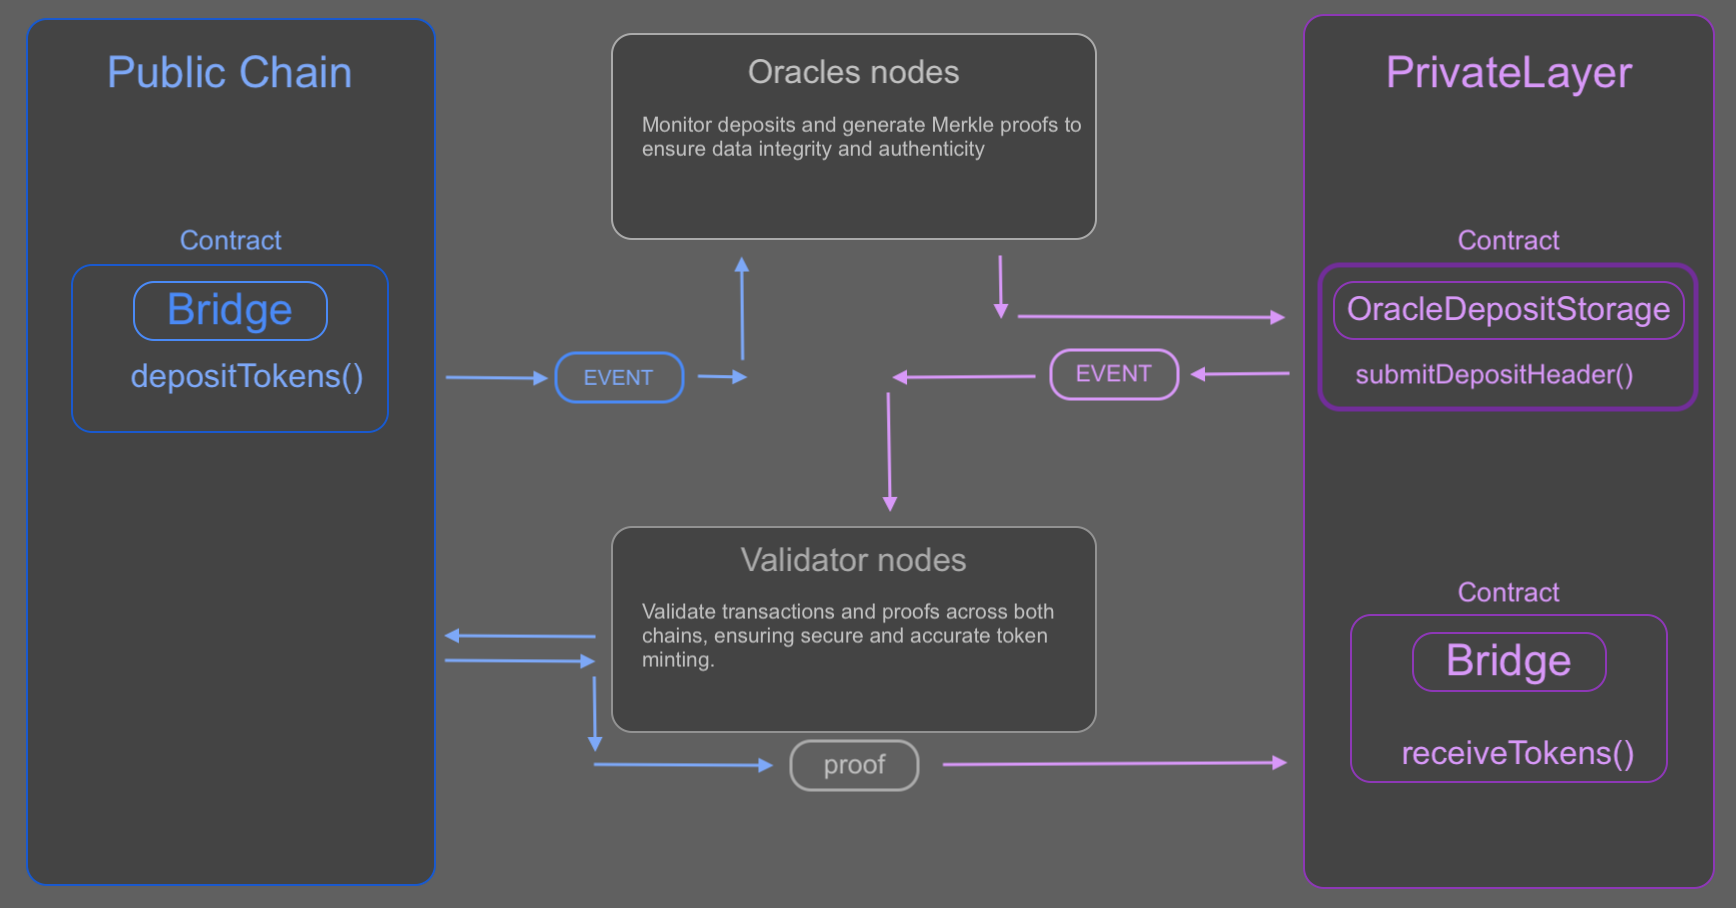 Public Chain
Contract
Bridge
depositTokens()
Oracles nodes
Monitor deposits and generate Merkle proofs to
ensure data integrity and authenticity
EVENT
EVENT
Validator nodes
Validate transactions and proofs across both
chains, ensuring secure and accurate token
minting.
proof
PrivateLayer
Contract
OracleDepositStorage
submitDepositHeader()
Contract
Bridge
receiveTokens()